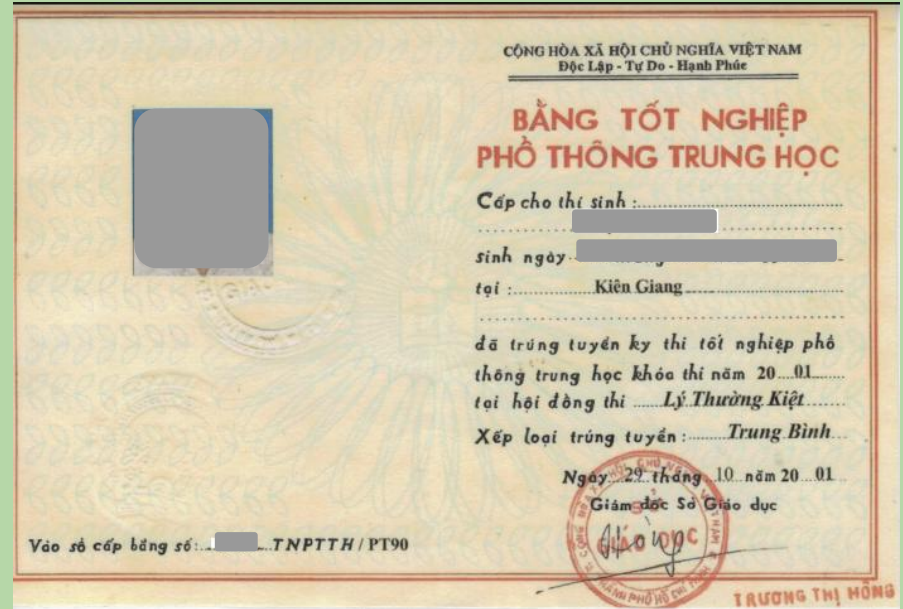 CỘNG HÒA XÃ HỘI CHỦ NGHĨA VIỆT NAM
Độc Lập - Tự Do - Hạnh Phúc
BẰNG TỐT NGHIỆP
PHỔ THÔNG TRUNG HỌC
Cấp cho thí sinh :
sinh ngày
tại : Kiên Giang
đã trúng tuyển kỳ thi tốt nghiệp phổ
thông trung học khóa thi năm 20 01
tại hội đồng thi Lý Thường Kiệt
Xếp loại trúng tuyển : Trung Bình
Ngày 29 tháng 10 năm 20 01
Giám đốc Sở Giáo dục
SỞ
GIÁO DỤC
Vào sổ cấp bằng số: TNPTTH / PT90
TRƯƠNG THỊ HỒNG